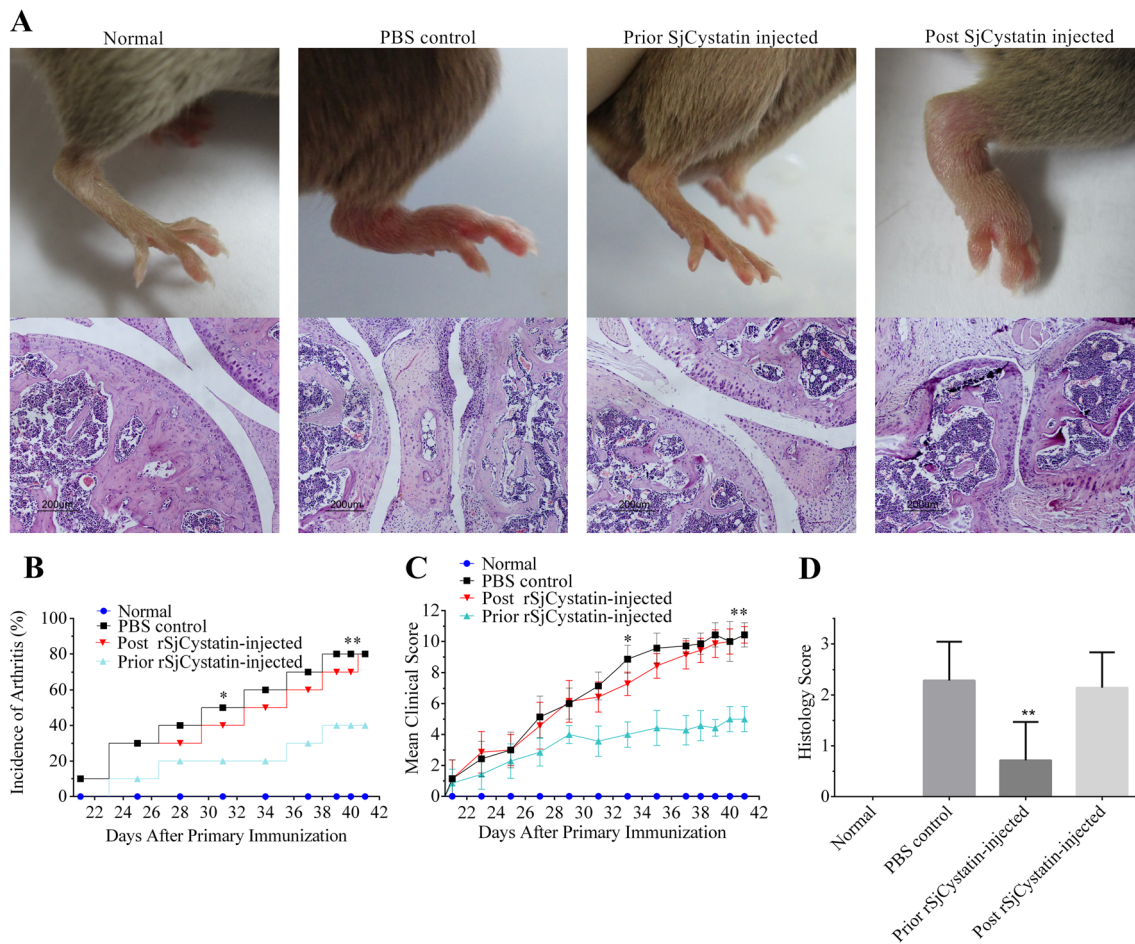 A
Normal
PBS control
Prior SjCystatin injected
Post SjCystatin injected
200um
200um
200um
200um
B
Normal
PBS control
Post rSjCystatin-injected
Prior rSjCystatin-injected
Incidence of Arthritis (%)
100
80
60
40
20
0
*
**
22 24 26 28 30 32 34 36 38 40 42
Days After Primary Immunization
C
Normal
PBS control
Post rSjCystatin-injected
Prior rSjCystatin-injected
Mean Clinical Score
12
10
8
6
4
2
0
*
**
22 24 26 28 30 32 34 36 38 40 42
Days After Primary Immunization
D
Histology Score
3
2
1
0
**
Normal
PBS control
Prior rSjCystatin-injected
Post rSjCystatin-injected